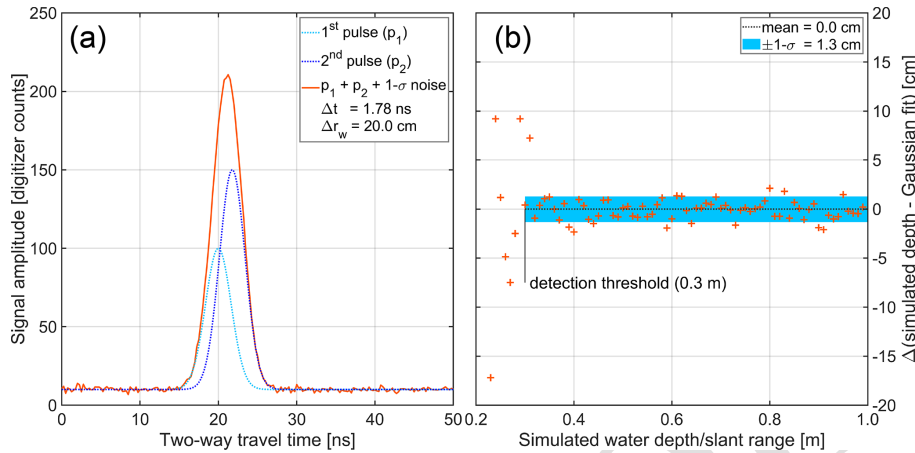 (a)
1st pulse (p1)
2nd pulse (p2)
p1 + p2 + 1-σ noise
Δt = 1.78 ns
Δrw = 20.0 cm
250
200
150
100
50
0
0 10 20 30 40 50
Signal amplitude [digitizer counts]
Two-way travel time [ns]
(b)
mean = 0.0 cm
±1-σ = 1.3 cm
detection threshold (0.3 m)
20
15
10
5
0
-5
-10
-15
-20
0.2 0.4 0.6 0.8 1.0
Δ(simulated depth - Gaussian fit) [cm]
Simulated water depth/slant range [m]